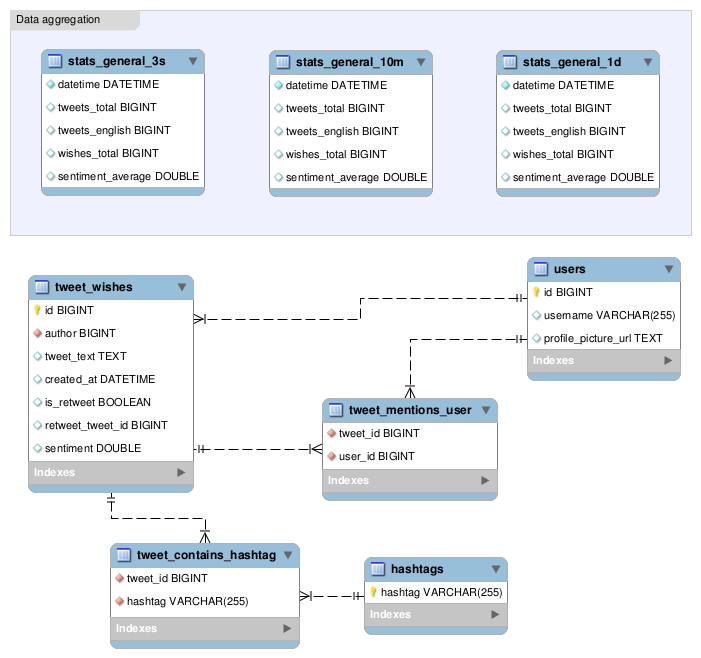 Data aggregation
stats_general_3s
datetime DATETIME
tweets_total BIGINT
tweets_english BIGINT
wishes_total BIGINT
sentiment_average DOUBLE
stats_general_10m
datetime DATETIME
tweets_total BIGINT
tweets_english BIGINT
wishes_total BIGINT
sentiment_average DOUBLE
stats_general_1d
datetime DATETIME
tweets_total BIGINT
tweets_english BIGINT
wishes_total BIGINT
sentiment_average DOUBLE
tweet_wishes
id BIGINT
author BIGINT
tweet_text TEXT
created_at DATETIME
is_retweet BOOLEAN
retweet_tweet_id BIGINT
sentiment DOUBLE
Indexes
users
id BIGINT
username VARCHAR(255)
profile_picture_url TEXT
Indexes
tweet_mentions_user
tweet_id BIGINT
user_id BIGINT
Indexes
tweet_contains_hashtag
tweet_id BIGINT
hashtag VARCHAR(255)
Indexes
hashtags
hashtag VARCHAR(255)
Indexes